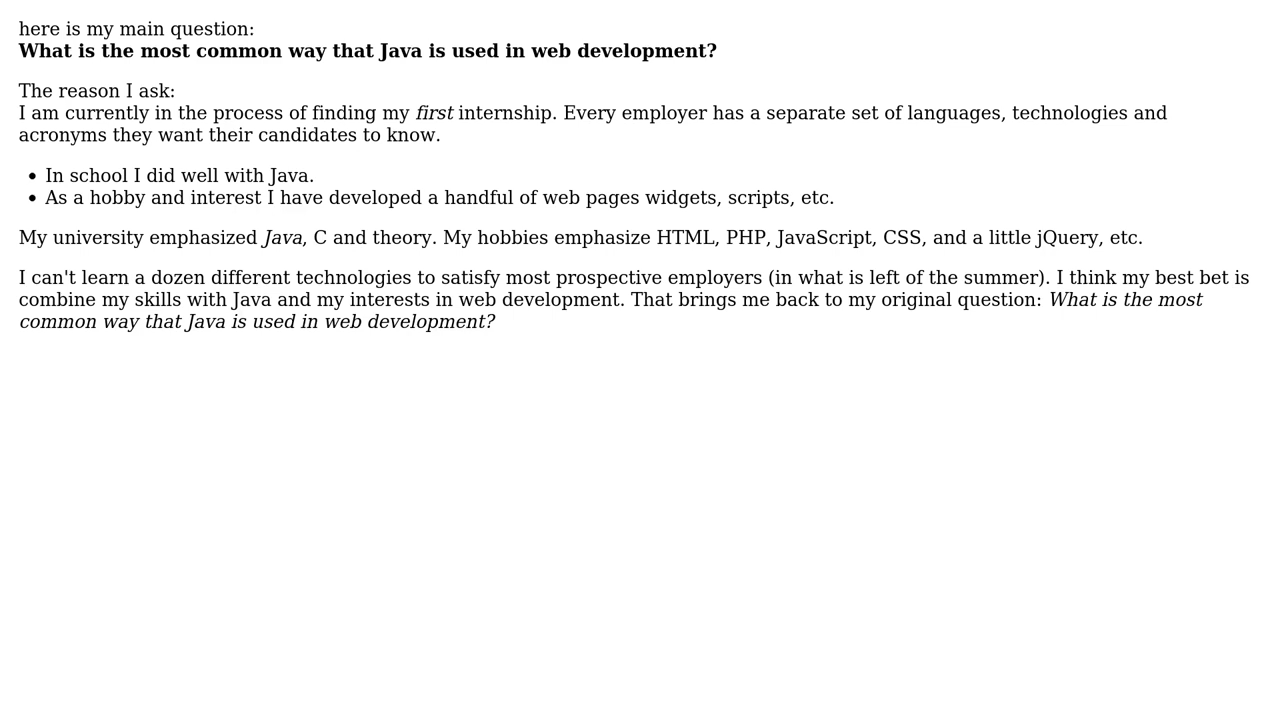 here is my main question:
What is the most common way that Java is used in web development?
The reason I ask:
I am currently in the process of finding my first internship. Every employer has a separate set of languages, technologies and
acronyms they want their candidates to know.
• In school I did well with Java.
• As a hobby and interest I have developed a handful of web pages widgets, scripts, etc.
My university emphasized Java, C and theory. My hobbies emphasize HTML, PHP, JavaScript, CSS, and a little jQuery, etc.
I can't learn a dozen different technologies to satisfy most prospective employers (in what is left of the summer). I think my best bet is
combine my skills with Java and my interests in web development. That brings me back to my original question: What is the most
common way that Java is used in web development?